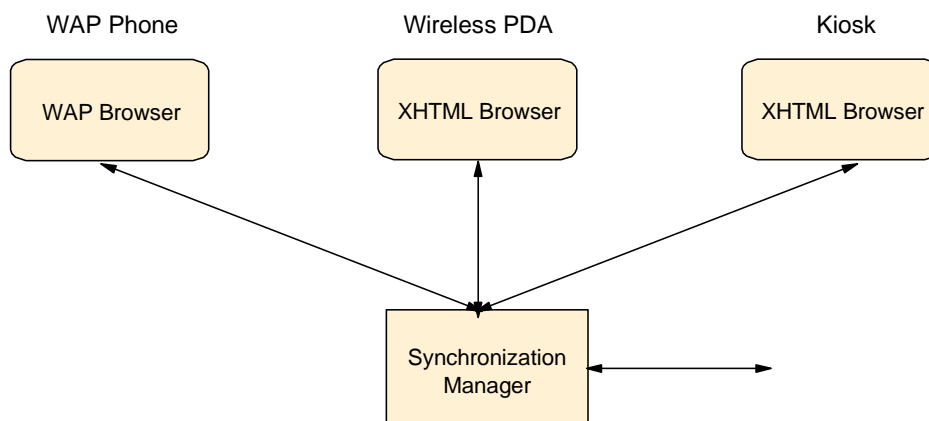 WAP Phone
Wireless PDA
Kiosk
WAP Browser
XHTML Browser
XHTML Browser
Synchronization
Manager